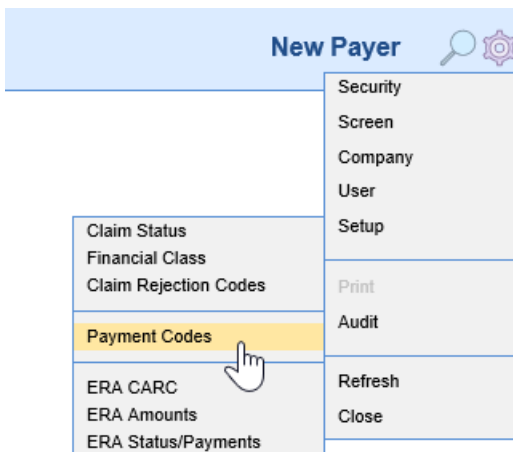 New Payer
Security
Screen
Company
User
Setup
Print
Audit
Refresh
Close
Claim Status
Financial Class
Claim Rejection Codes
Payment Codes
ERA CARC
ERA Amounts
ERA Status/Payments